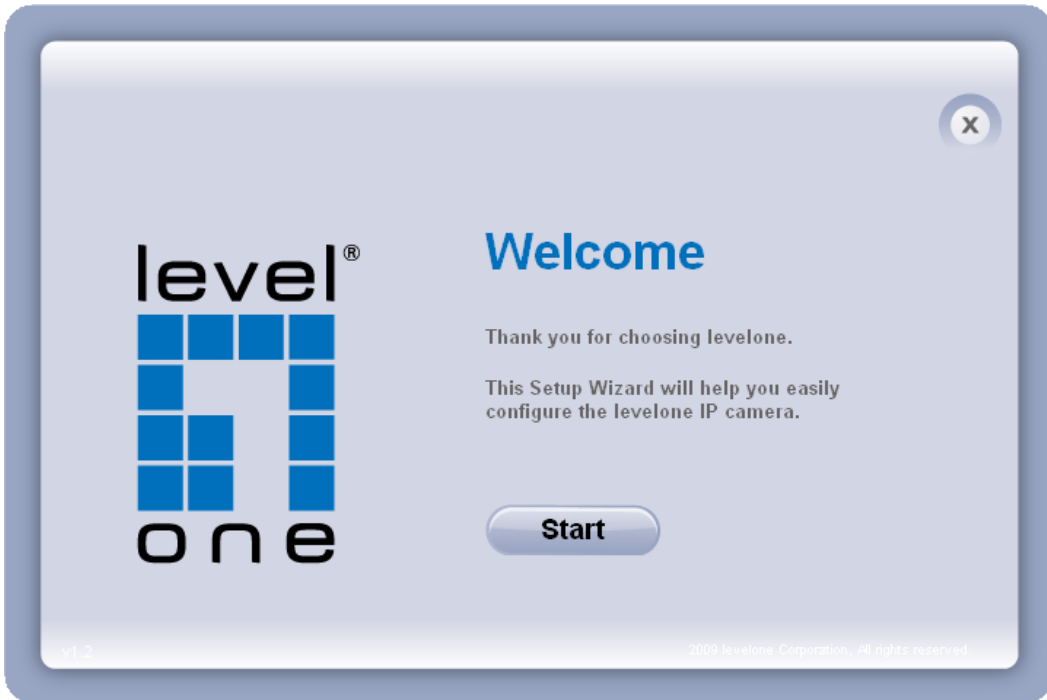 X
level®
one
Welcome
Thank you for choosing levelone.
This Setup Wizard will help you easily
configure the levelone IP camera.
Start
v1.2
2009 levelone Corporation, All rights reserved.